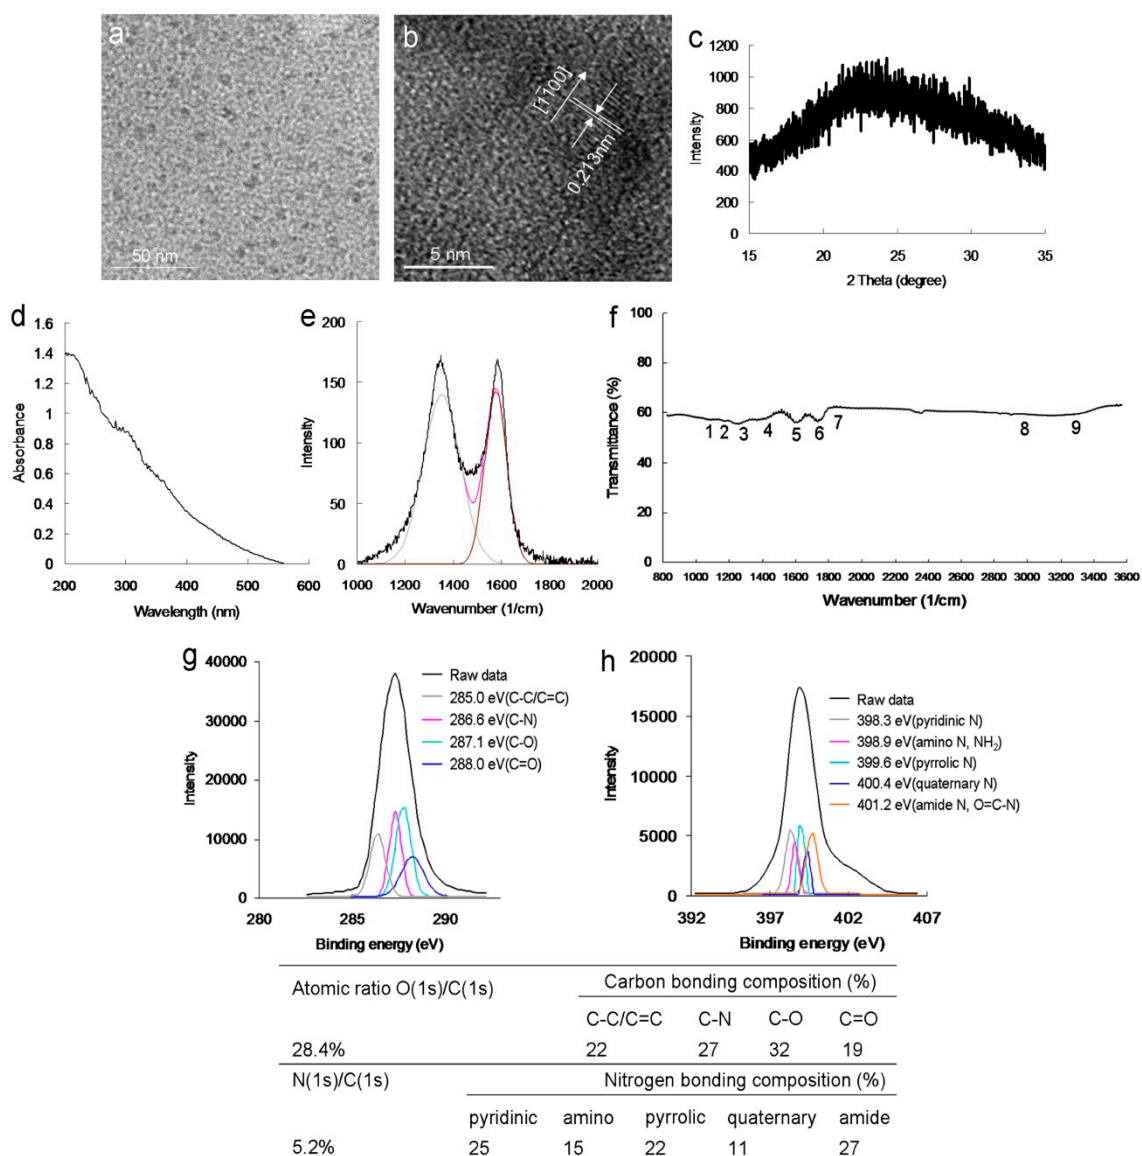 a
50 nm
b
[1100]
0.213nm
5 nm
c
1200
1000
800
600
400
200
0
Intensity
15 20 25 30 35
2 Theta (degree)
d
1.6
1.4
1.2
1
0.8
0.6
0.4
0.2
0
Absorbance
200 300 400 500 600
Wavelength (nm)
e
200
150
100
50
0
Intensity
1000 1200 1400 1600 1800 2000
Wavenumber (1/cm)
f
100
80
60
40
20
0
Transmittance (%)
1 2 3 4 5 6 7 8 9
800 1200 1600 2000 2400 2800 3200 3600
Wavenumber (1/cm)
g
40000
30000
20000
10000
0
Intensity
Raw data
285.0 eV(C-C/C=C)
286.6 eV(C-N)
287.1 eV(C-O)
288.0 eV(C=O)
280 285 290
Binding energy (eV)
h
20000
15000
10000
5000
0
Intensity
Raw data
398.3 eV(pyridinic N)
398.9 eV(amino N, NH₂)
399.6 eV(pyrrolic N)
400.4 eV(quaternary N)
401.2 eV(amide N, O=C-N)
392 397 402 407
Binding energy (eV)
Atomic ratio O(1s)/C(1s) Carbon bonding composition (%)
C-C/C=C C-N C-O C=O
28.4% 22 27 32 19
N(1s)/C(1s) Nitrogen bonding composition (%)
pyridinic amino pyrrolic quaternary amide
5.2% 25 15 22 11 27